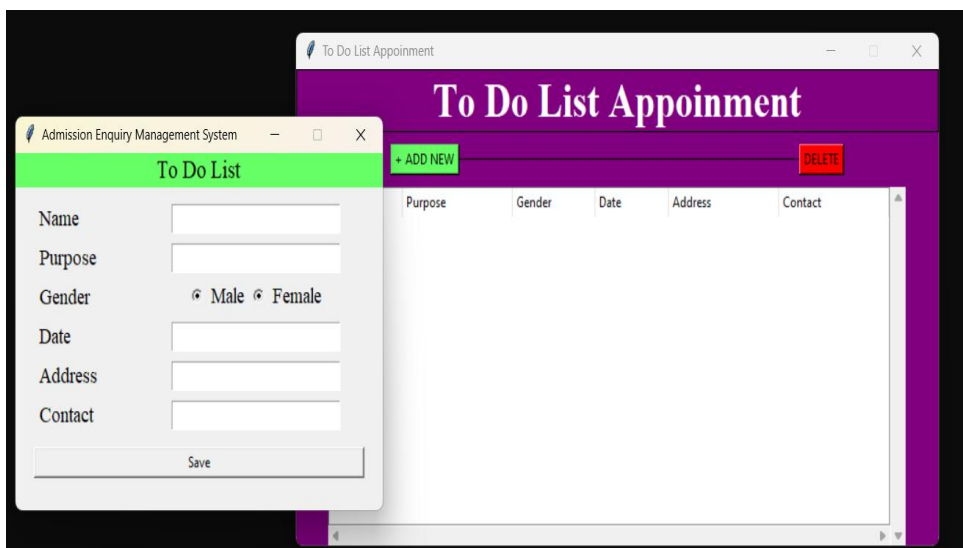 To Do List Appoinment
To Do List Appoinment
+ ADD NEW
DELETE
Purpose Gender Date Address Contact
Admission Enquiry Management System
To Do List
Name
Purpose
Gender Male Female
Date
Address
Contact
Save